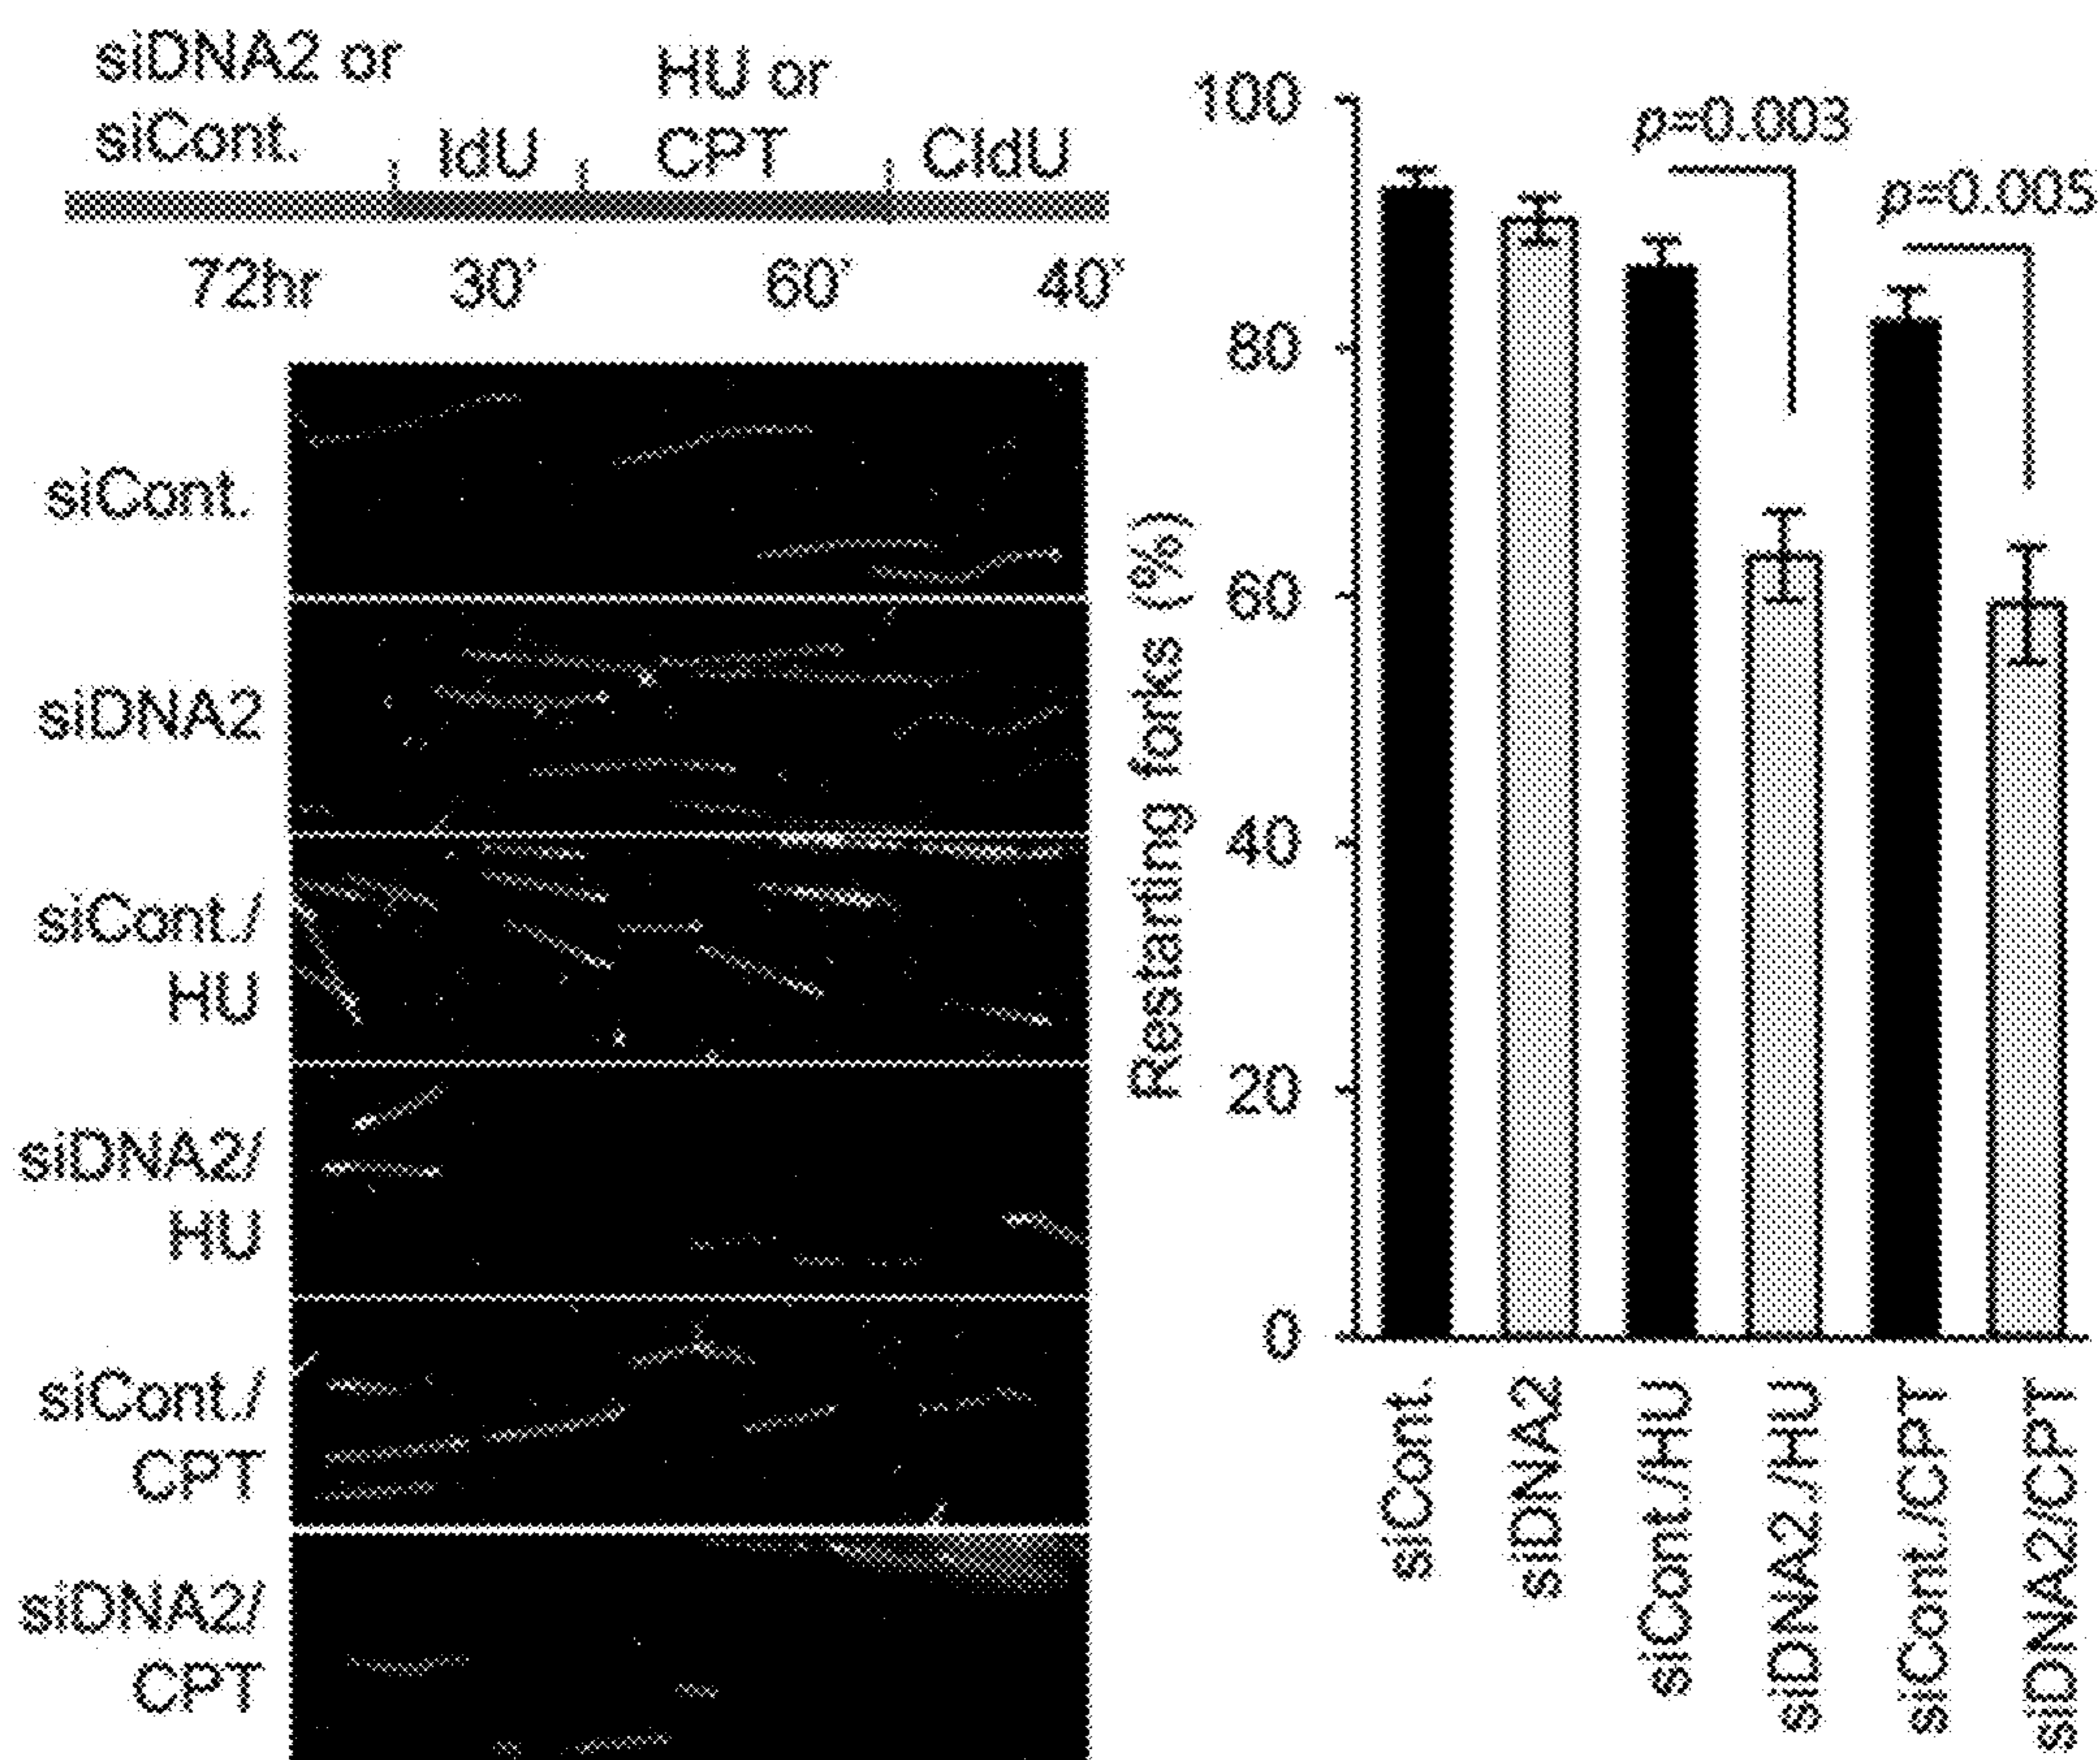 siDNA2 or
siCont.
IdU
HU or
CPT
CldU
72hr
30'
60'
40'
siCont.
siDNA2
siCont./
HU
siDNA2/
HU
siCont./
CPT
siDNA2/
CPT
Restarting forks (%)
100
80
60
40
20
0
p=0.003
p=0.005
siCont.
siDNA2
siCont./HU
siDNA2 /HU
siCont./CPT
siDNA2/CPT